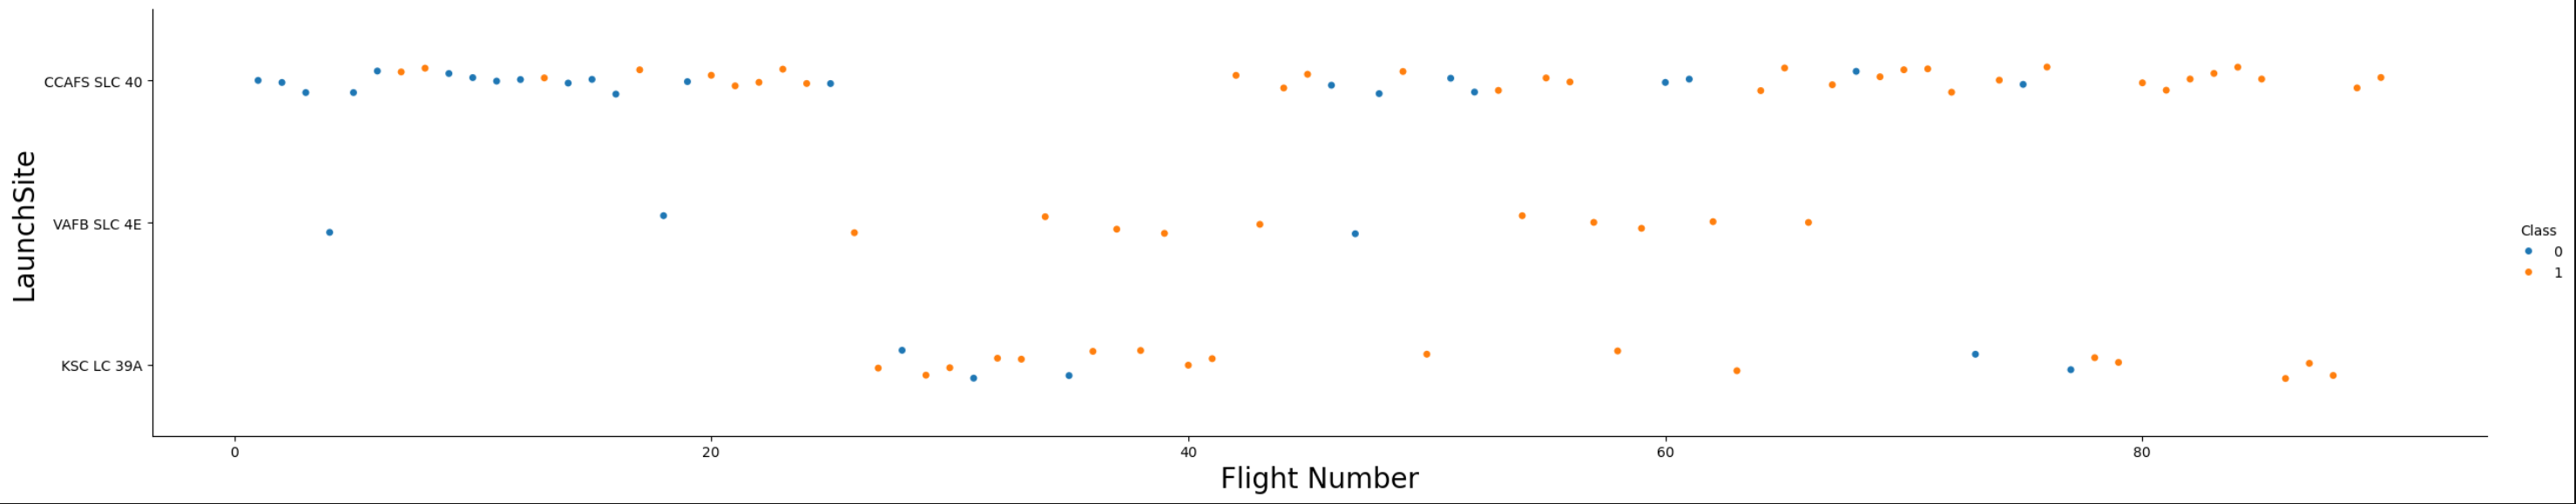 LaunchSite
CCAFS SLC 40
VAFB SLC 4E
KSC LC 39A
0 20 40 60 80
Flight Number
Class
0
1